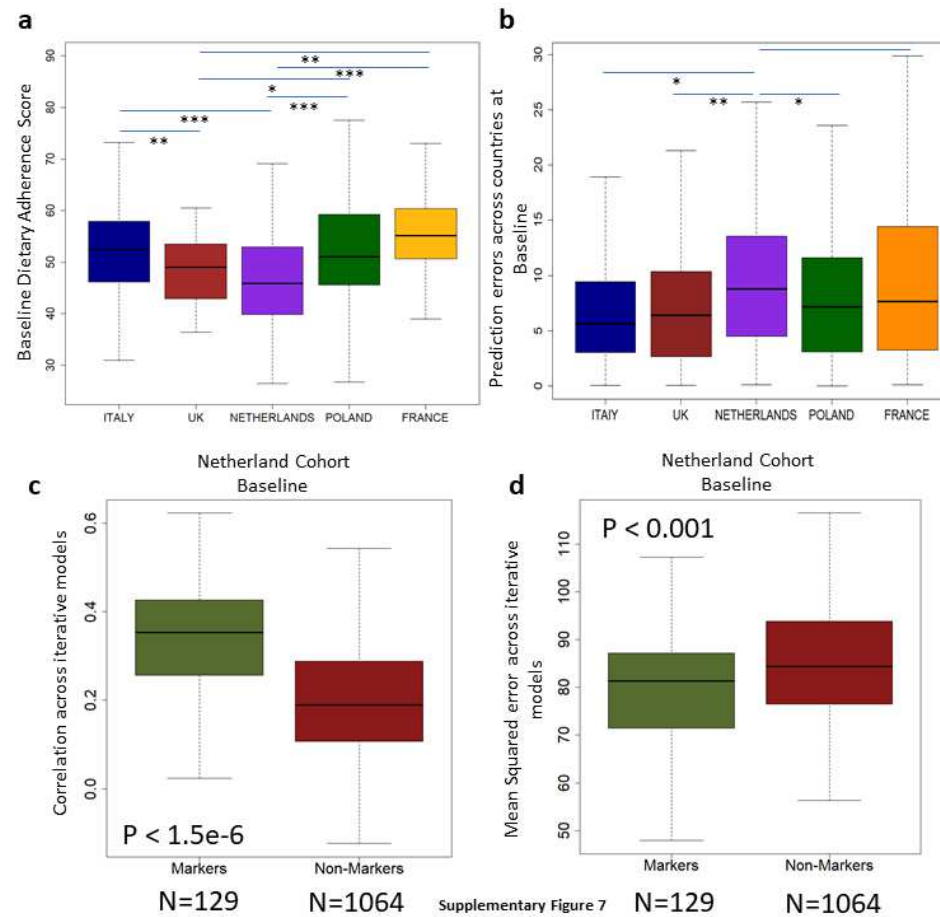 a
Baseline Dietary Adherence Score
90
80
70
60
50
40
30
**
***
*
***
***
**
ITALY UK NETHERLANDS POLAND FRANCE
b
Prediction errors across countries at
Baseline
30
25
20
15
10
5
0
*
**
*
ITAlY UK NETHERLANDS POLAND FRANCE
Netherland Cohort
Baseline
c
Correlation across iterative models
0.6
0.4
0.2
0.0
P < 1.5e-6
Markers Non-Markers
N=129 N=1064
Netherland Cohort
Baseline
d
Mean Squared error across iterative
models
P < 0.001
110
100
90
80
70
60
50
Markers Non-Markers
N=129 N=1064
Supplementary Figure 7